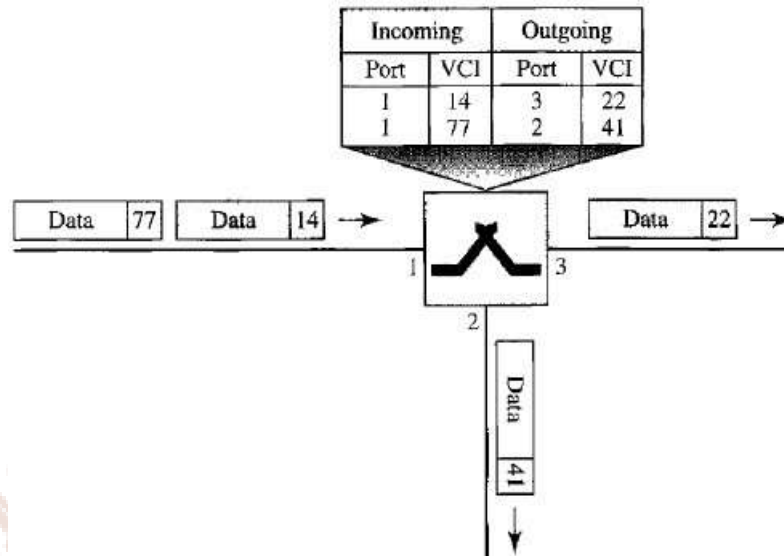 Incoming Outgoing
Port VCI Port VCI
1 14 3 22
1 77 2 41
Data 77 Data 14 Data 22
1 3
2
Data 41